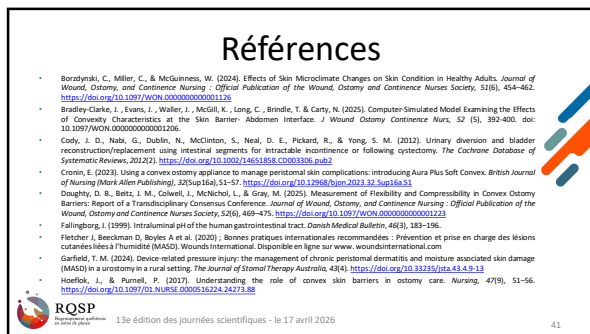 Références
• Borzdynski, C., Miller, C., & McGuinness, W. (2024). Effects of Skin Microclimate Changes on Skin Condition in Healthy Adults. Journal of
Wound, Ostomy, and Continence Nursing : Official Publication of the Wound, Ostomy and Continence Nurses Society, 51(6), 454–462.
https://doi.org/10.1097/WON.0000000000001126
• Bradley-Clarke, J. , Evans, J. , Waller, J. , McGill, K. , Long, C. , Brindle, T. & Carty, N. (2025). Computer-Simulated Model Examining the Effects
of Convexity Characteristics at the Skin Barrier- Abdomen Interface. J Wound Ostomy Continence Nurs, 52 (5), 392-400. doi:
10.1097/WON.0000000000001206.
• Cody, J. D., Nabi, G., Dublin, N., McClinton, S., Neal, D. E., Pickard, R., & Yong, S. M. (2012). Urinary diversion and bladder
reconstruction/replacement using intestinal segments for intractable incontinence or following cystectomy. The Cochrane Database of
Systematic Reviews, 2012(2). https://doi.org/10.1002/14651858.CD003306.pub2
• Cronin, E. (2023). Using a convex ostomy appliance to manage peristomal skin complications: introducing Aura Plus Soft Convex. British Journal
of Nursing (Mark Allen Publishing), 32(Sup16a), S1–S7. https://doi.org/10.12968/bjon.2023.32.Sup16a.S1
• Doughty, D. B., Beitz, J. M., Colwell, J., McNichol, L., & Gray, M. (2025). Measurement of Flexibility and Compressibility in Convex Ostomy
Barriers: Report of a Transdisciplinary Consensus Conference. Journal of Wound, Ostomy, and Continence Nursing : Official Publication of the
Wound, Ostomy and Continence Nurses Society, 52(6), 469–475. https://doi.org/10.1097/WON.0000000000001223
• Fallingborg, J. (1999). Intraluminal pH of the human gastrointestinal tract. Danish Medical Bulletin, 46(3), 183–196.
• Fletcher J, Beeckman D, Boyles A et al (2020) ; Bonnes pratiques internationales recommandées : Prévention et prise en charge des lésions
cutanées liées à l'humidité (MASD). Wounds International. Disponible en ligne sur www. woundsinternational.com
• Garfield, T. M. (2024). Device-related pressure injury: the management of chronic peristomal dermatitis and moisture associated skin damage
(MASD) in a urostomy in a rural setting. The Journal of Stomal Therapy Australia, 43(4). https://doi.org/10.33235/jsta.43.4.9-13
• Hoeflok, J., & Purnell, P. (2017). Understanding the role of convex skin barriers in ostomy care. Nursing, 47(9), 51–56.
https://doi.org/10.1097/01.NURSE.0000516224.24273.88
RQSP
Regroupement québécois
en soins de plaies
13e édition des journées scientifiques - le 17 avril 2026
41